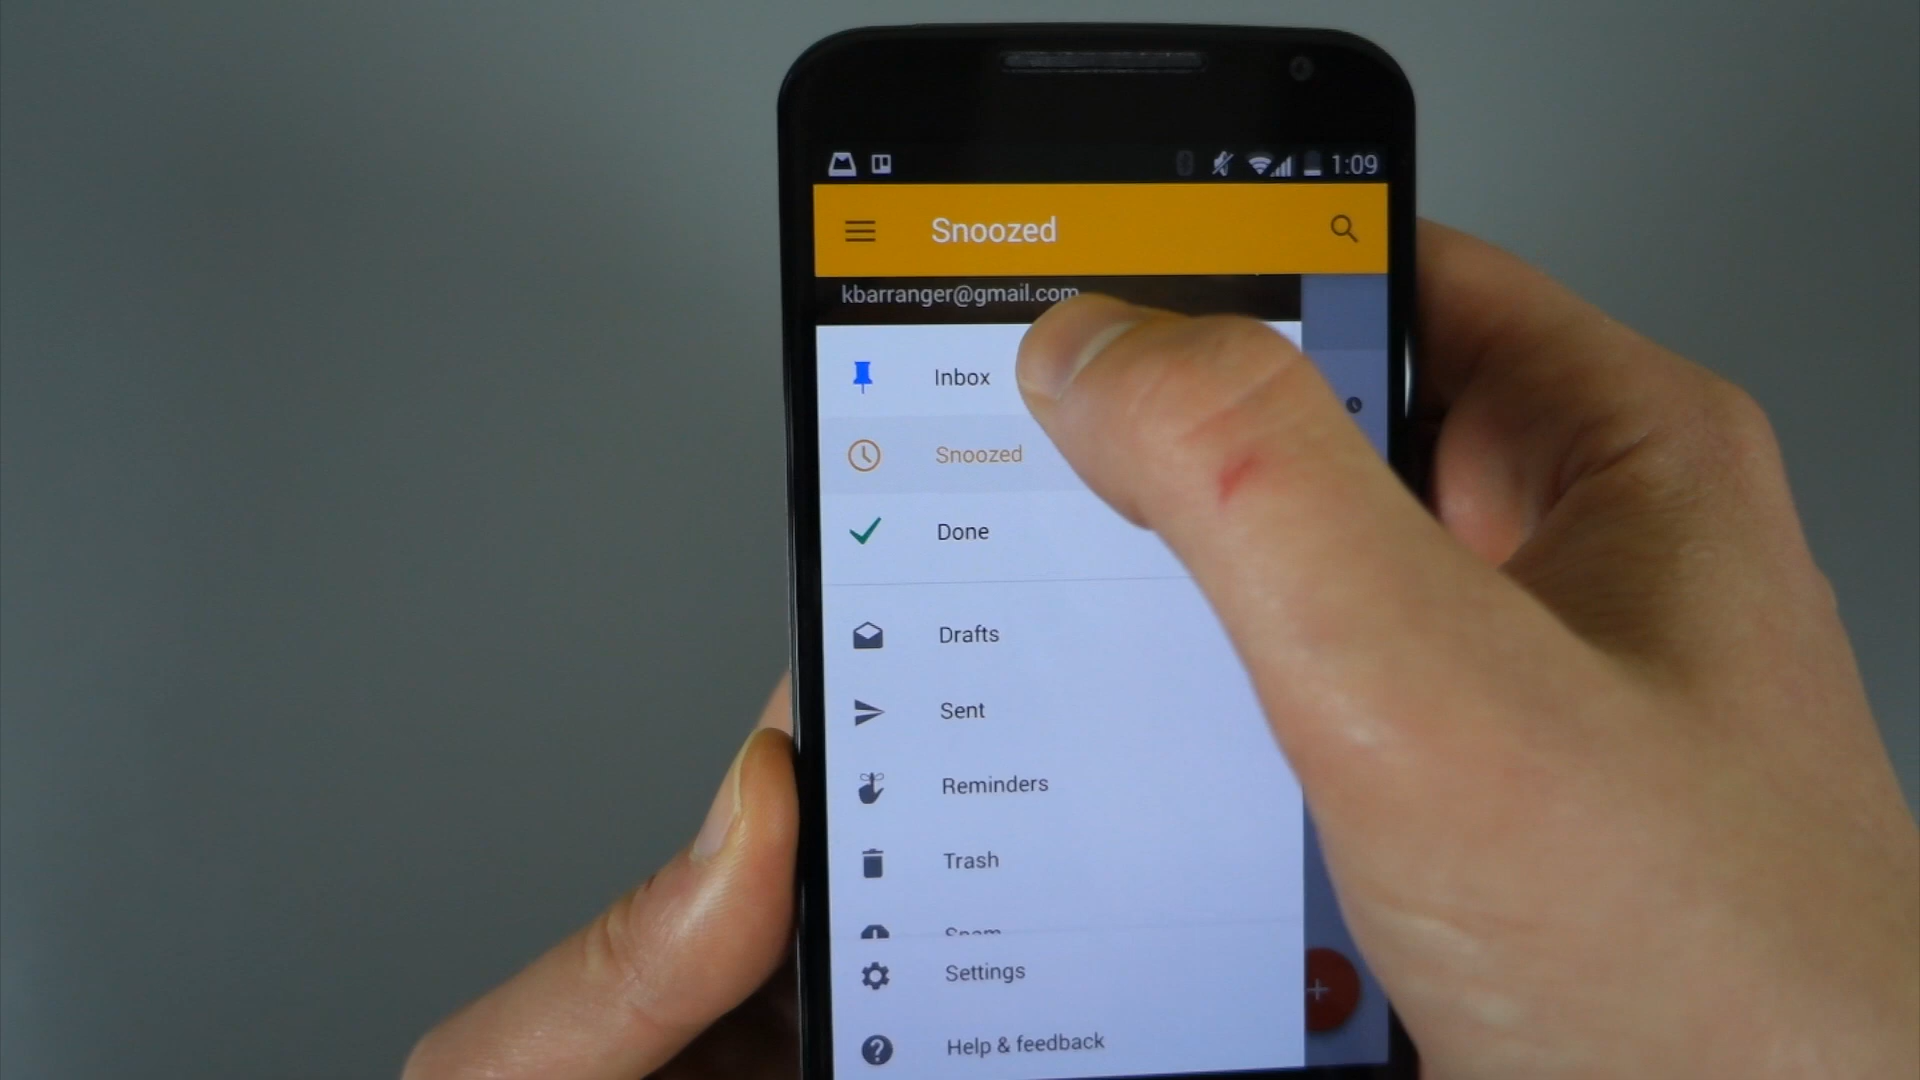 1:09
Snoozed
kbarranger@gmail.com
Inbox
Snoozed
Done
Drafts
Sent
Reminders
Trash
Spam
Settings
Help & feedback